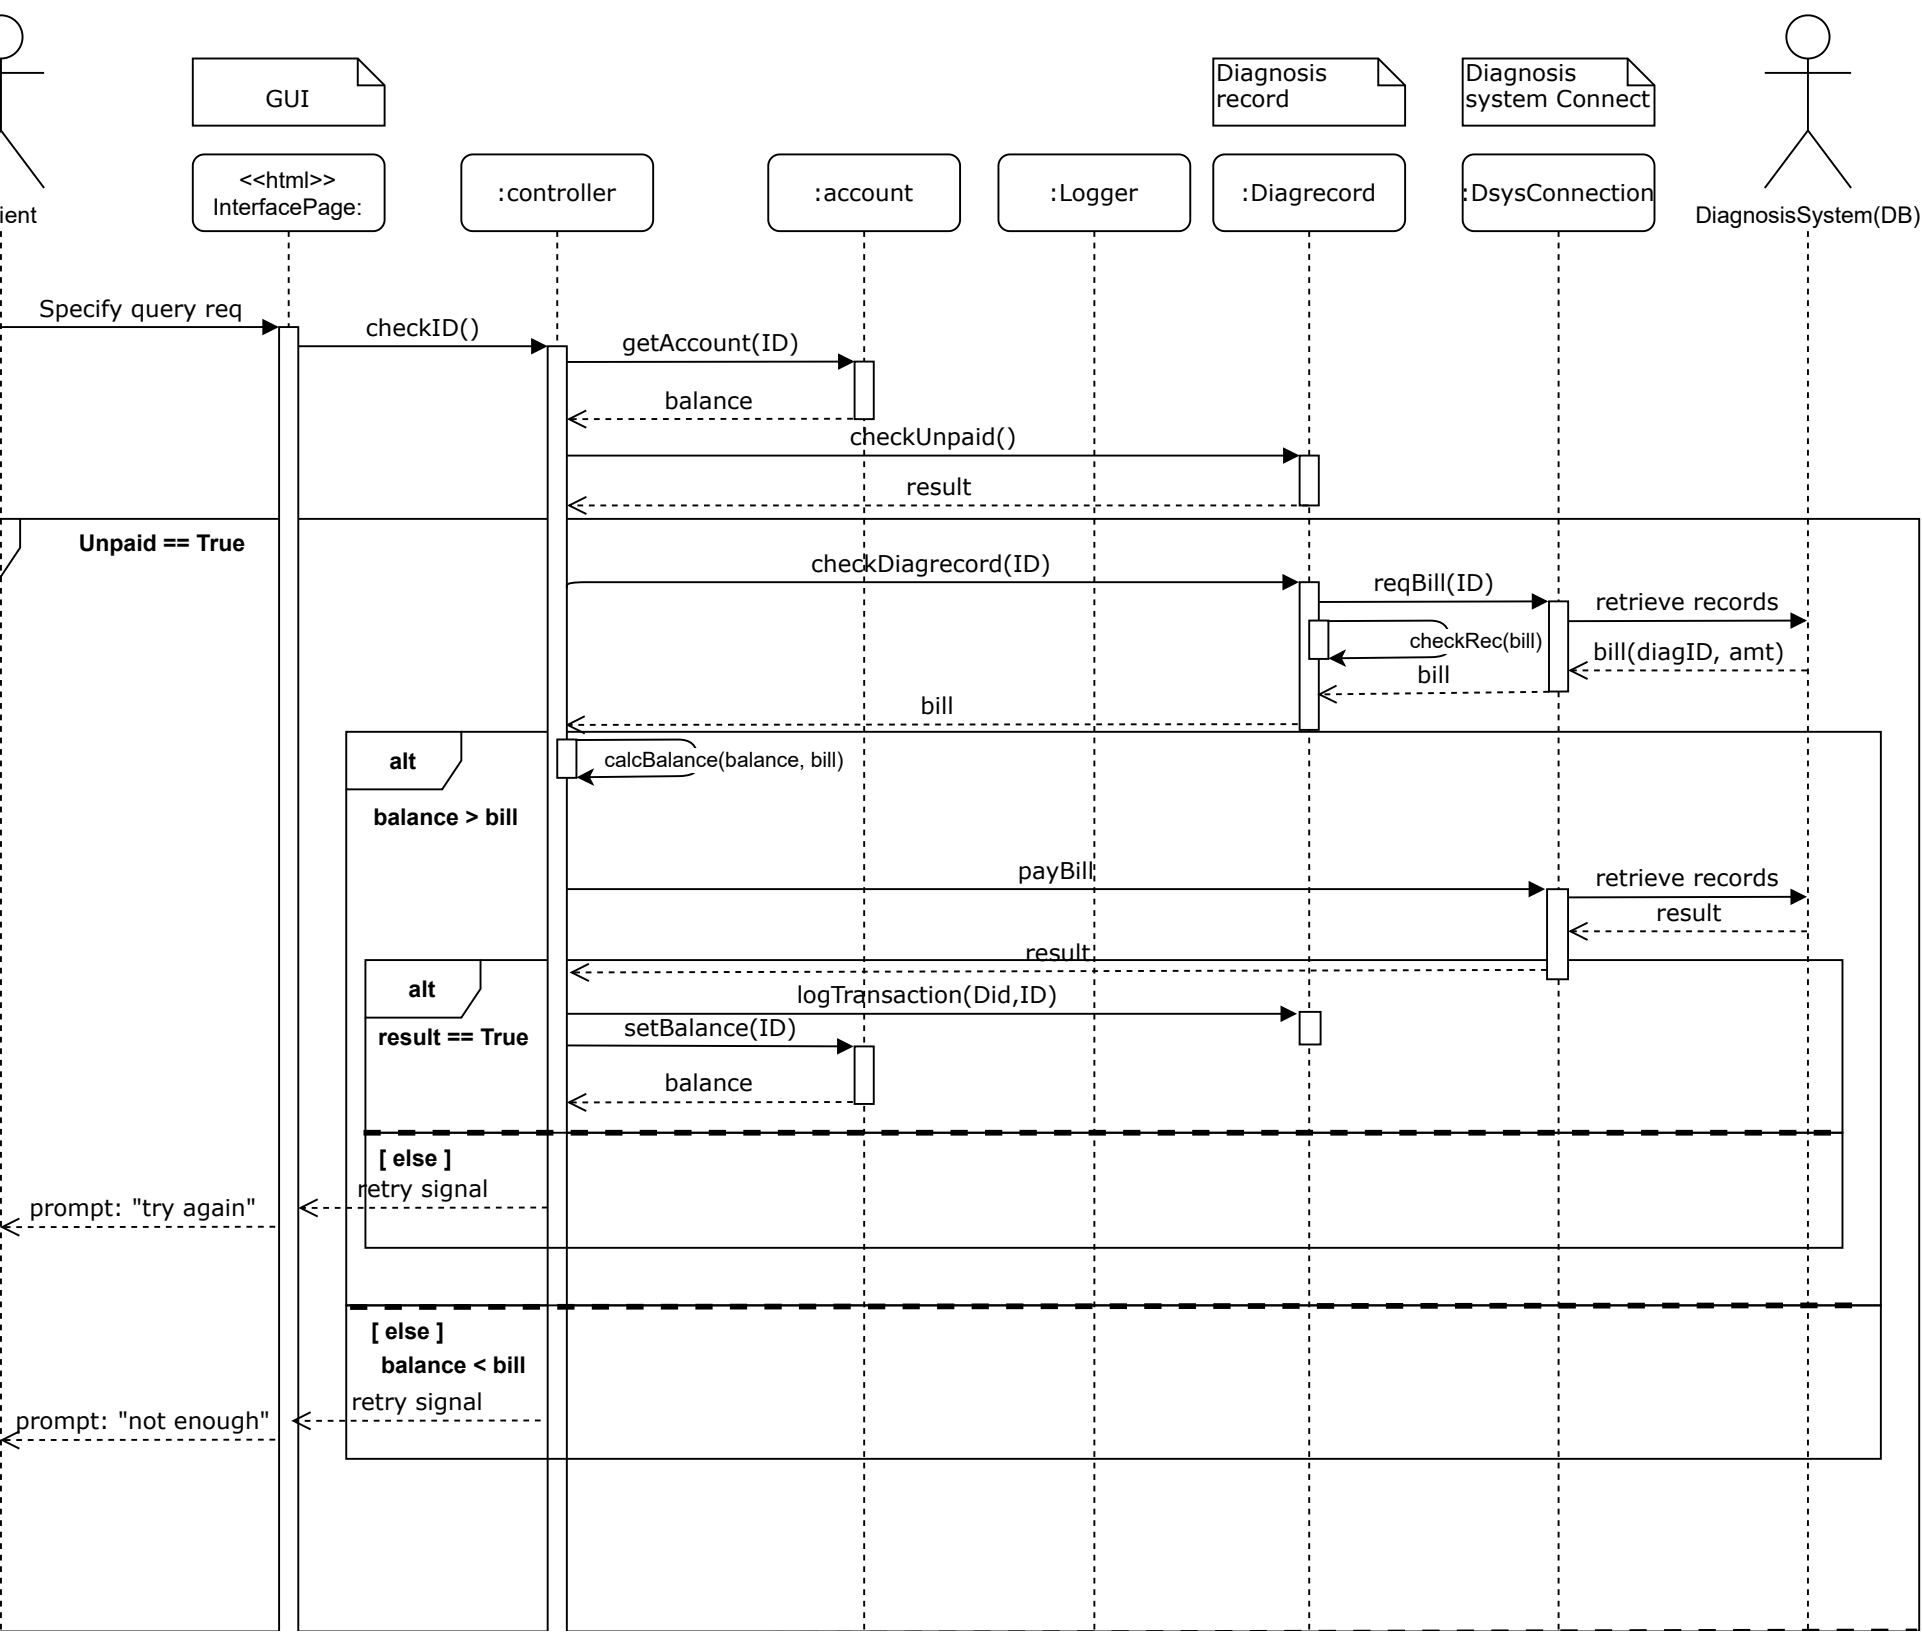 GUI
Diagnosis
record
Diagnosis
system Connect
<<html>>
InterfacePage:
:controller
:account
:Logger
:Diagrecord
:DsysConnection
ient
DiagnosisSystem(DB)
Specify query req
checkID()
getAccount(ID)
balance
checkUnpaid()
result
Unpaid == True
checkDiagrecord(ID)
reqBill(ID)
retrieve records
checkRec(bill)
bill(diagID, amt)
bill
bill
alt
calcBalance(balance, bill)
balance > bill
payBill
retrieve records
result
result
alt
logTransaction(Did,ID)
result == True
setBalance(ID)
balance
[ else ]
retry signal
prompt: "try again"
[ else ]
balance < bill
retry signal
prompt: "not enough"